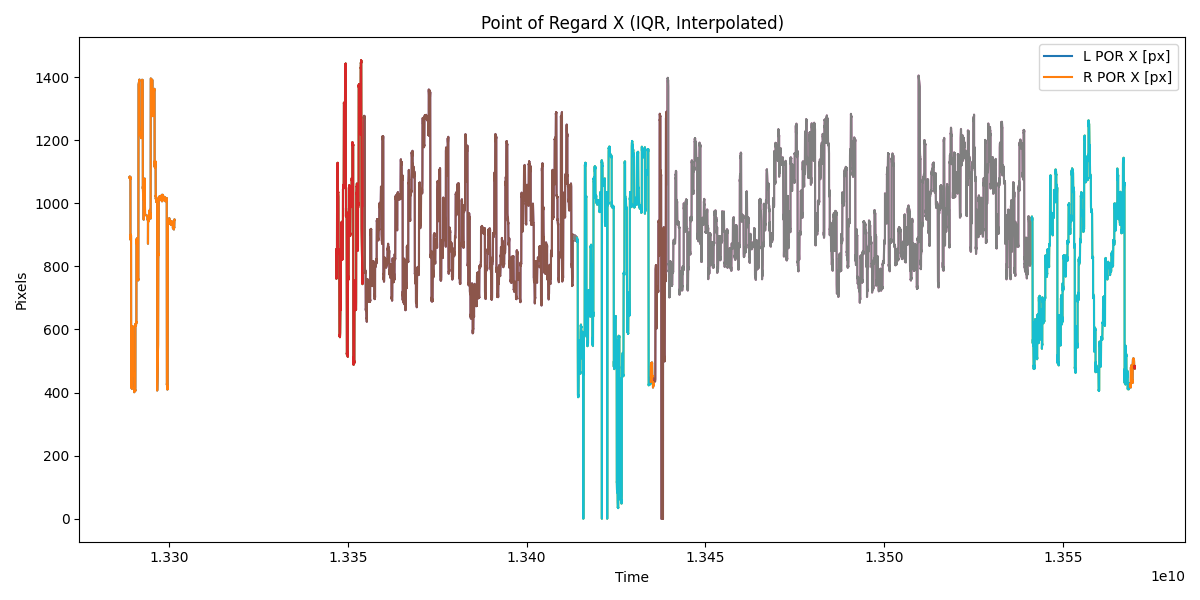 Point of Regard X (IQR, Interpolated)
L POR X [px]
R POR X [px]
Pixels
1400
1200
1000
800
600
400
200
0
1.330 1.335 1.340 1.345 1.350 1.355
1e10
Time